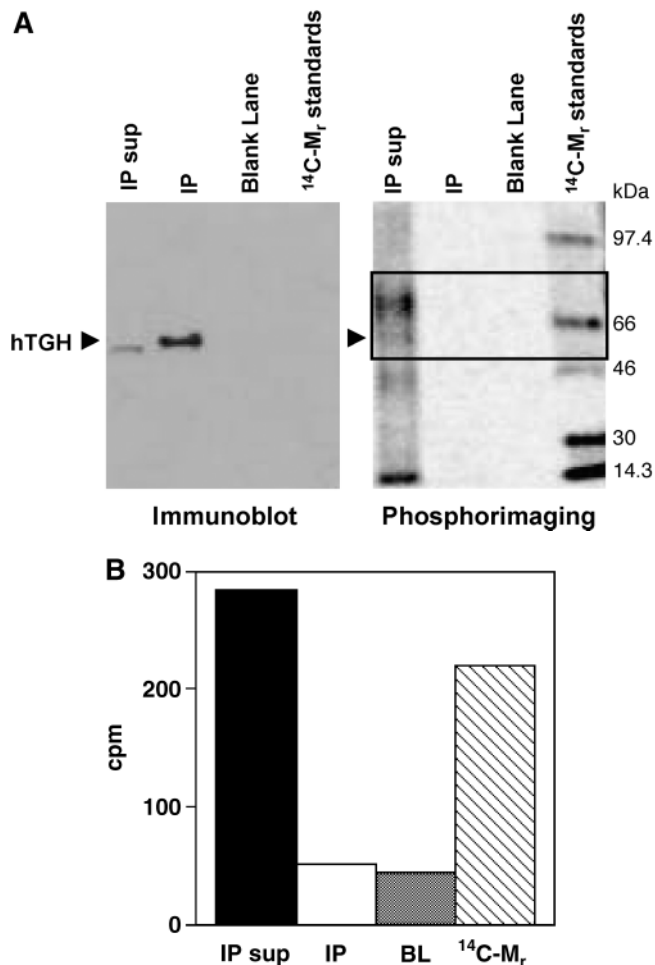 A
IP sup
IP
Blank Lane
¹⁴C-Mᵣ standards
IP sup
IP
Blank Lane
¹⁴C-Mᵣ standards
kDa
97.4
hTGH
66
46
30
14.3
Immunoblot
Phosphorimaging
B
300
200
100
0
cpm
IP sup IP BL ¹⁴C-Mᵣ